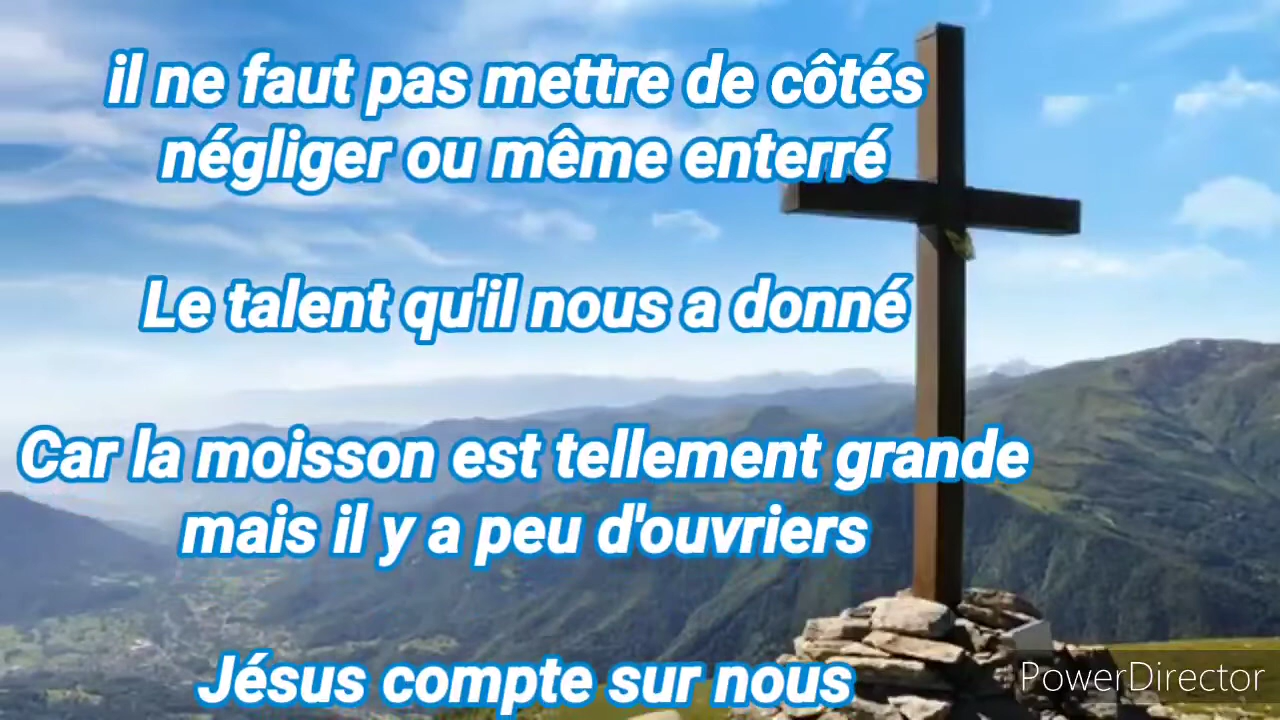 il ne faut pas mettre de côtés
négliger ou même enterré
Le talent qu'il nous a donné
Car la moisson est tellement grande
mais il y a peu d'ouvriers
Jésus compte sur nous
PowerDirector